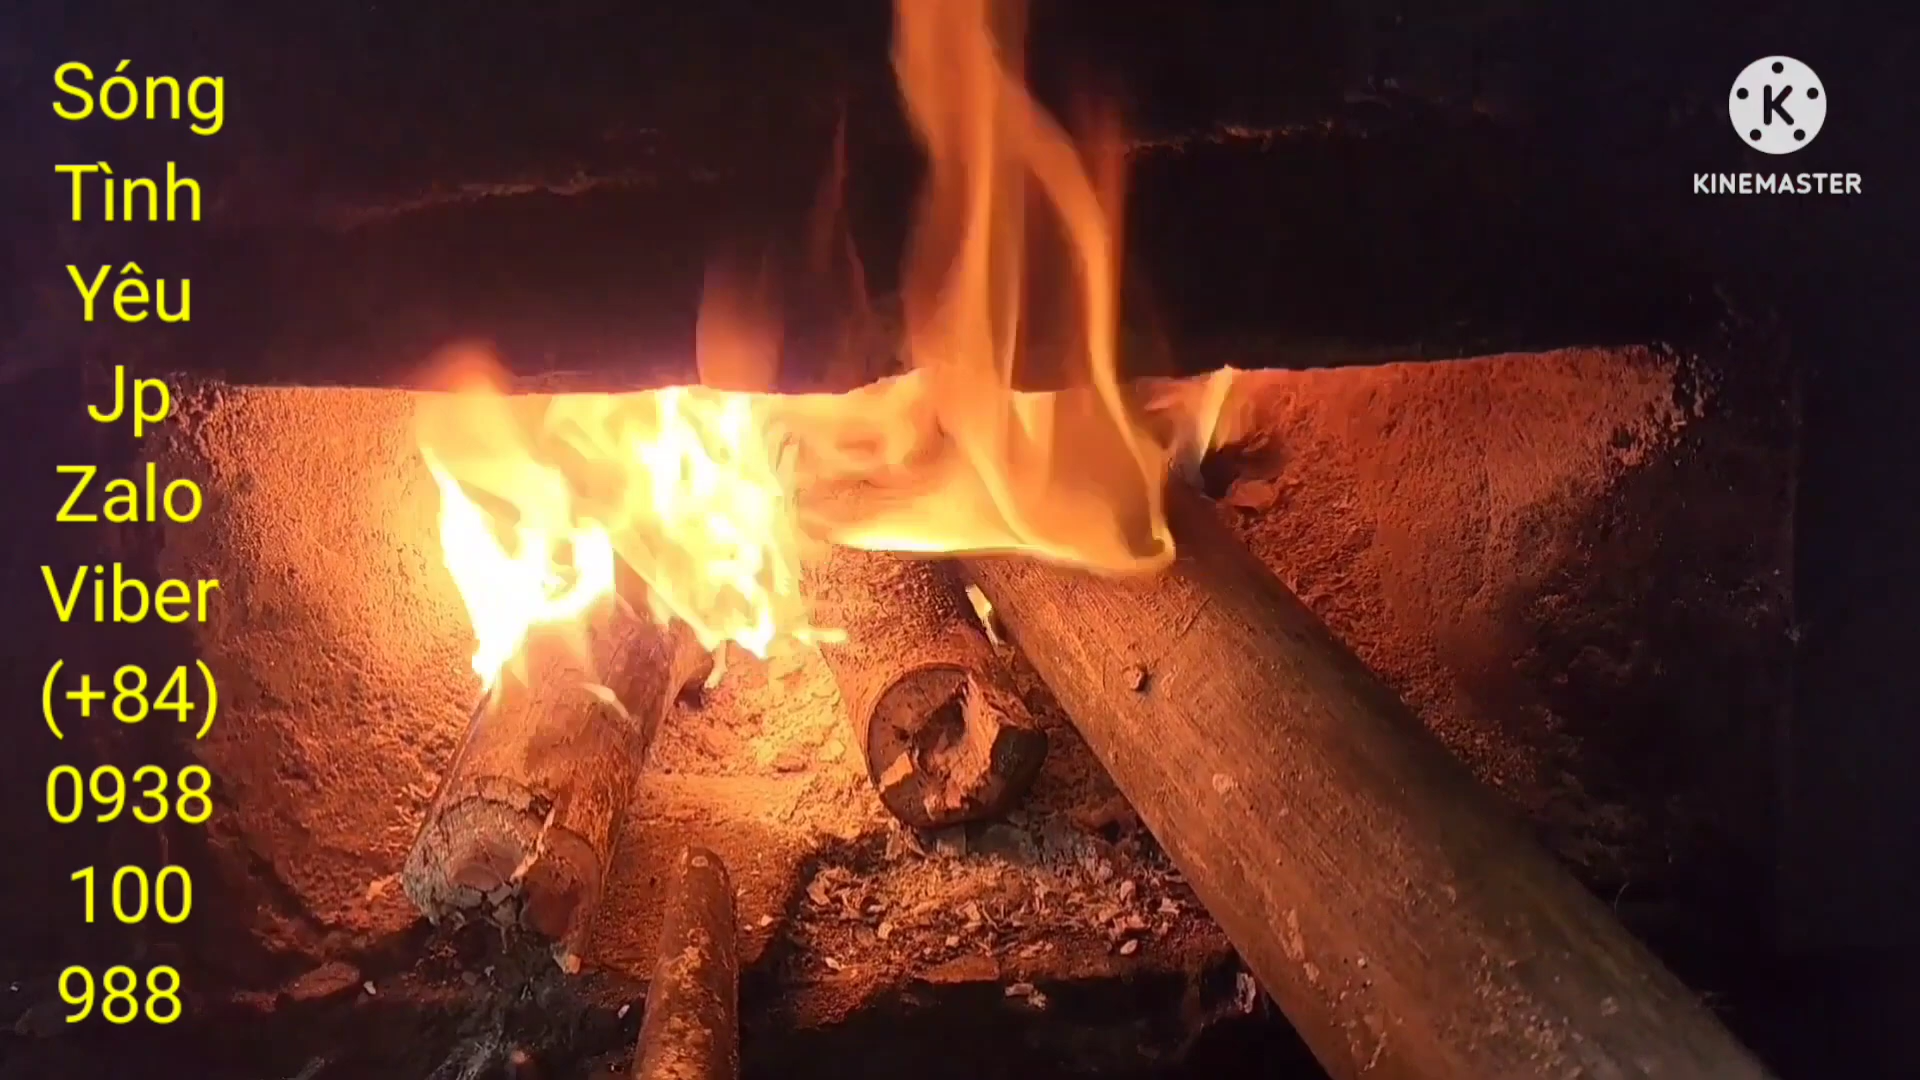 Sóng
Tình
Yêu
Jp
Zalo
Viber
(+84)
0938
100
988
KINEMASTER